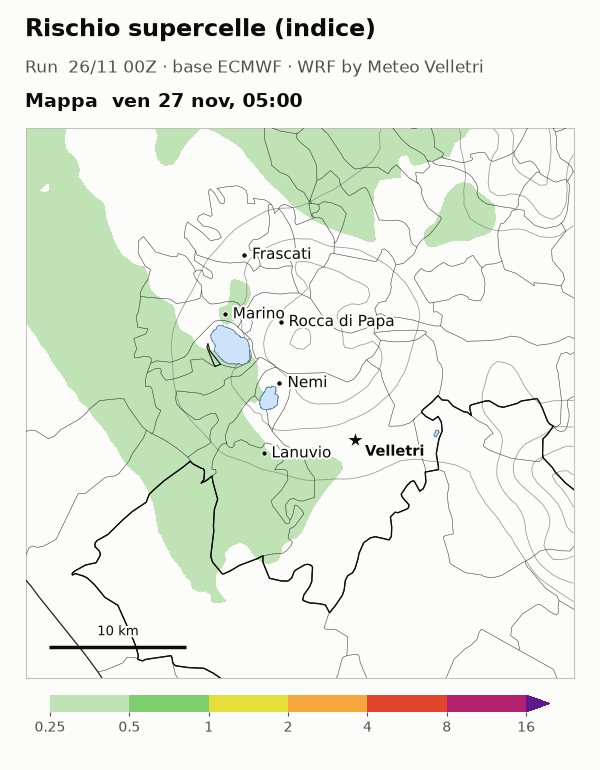 Rischio supercelle (indice)
Run  26/11 00Z · base ECMWF · WRF by Meteo Velletri
Mappa  ven 27 nov, 05:00
Frascati
Marino
Rocca di Papa
Nemi
Velletri
Lanuvio
10 km
0.25 0.5 1 2 4 8 16